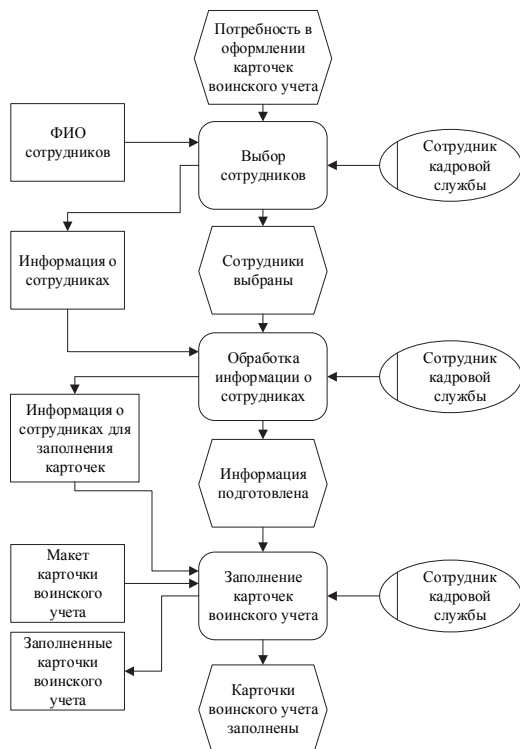 Потребность в
оформлении
карточек
воинского учета
ФИО
сотрудников
Выбор
сотрудников
Сотрудник
кадровой
службы
Информация о
сотрудниках
Сотрудники
выбраны
Обработка
информации о
сотрудниках
Сотрудник
кадровой
службы
Информация о
сотрудниках для
заполнения
карточек
Информация
подготовлена
Макет
карточки
воинского учета
Заполнение
карточек
воинского учета
Сотрудник
кадровой
службы
Заполненные
карточки
воинского учета
Карточки
воинского учета
заполнены